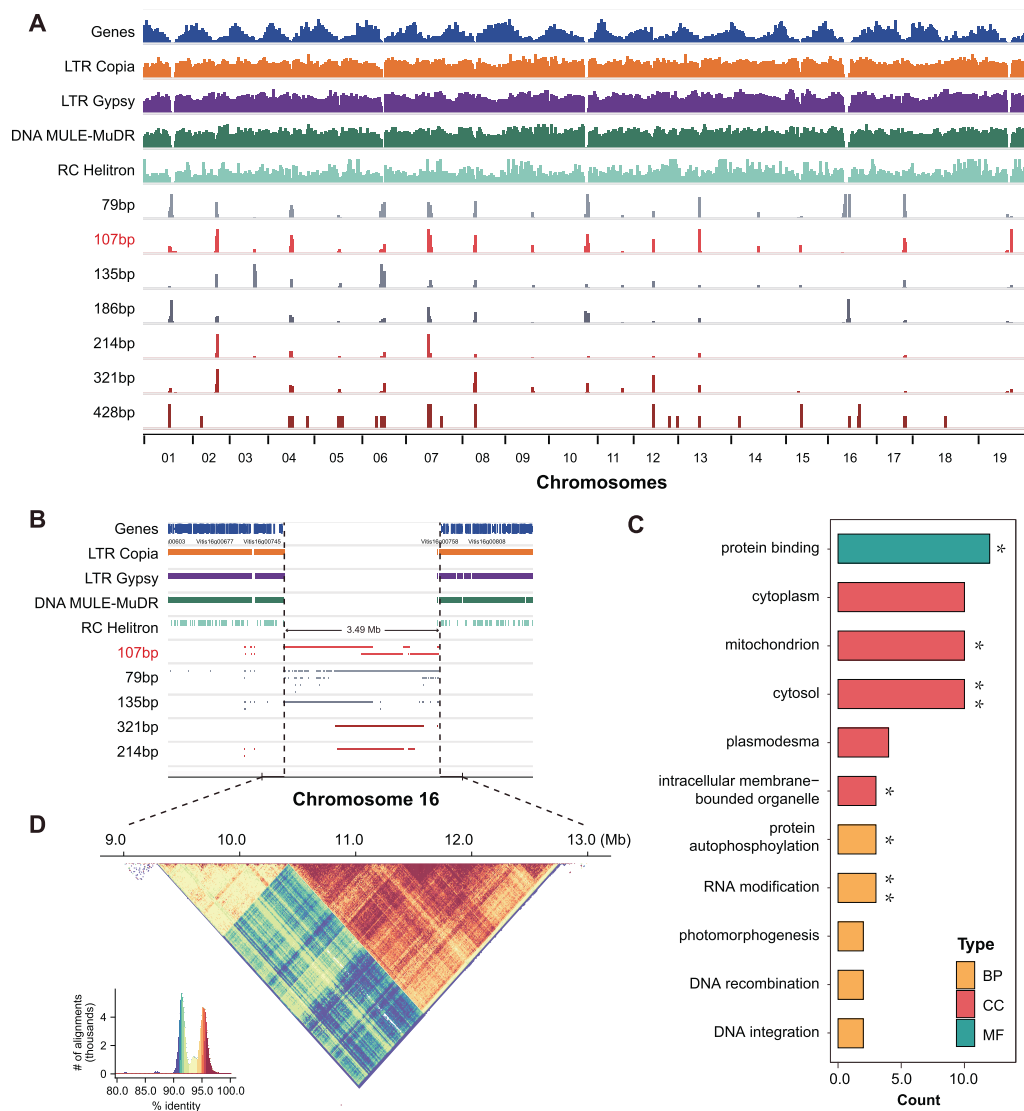 A
Genes
LTR Copia
LTR Gypsy
DNA MULE-MuDR
RC Helitron
79bp
107bp
135bp
186bp
214bp
321bp
428bp
01 02 03 04 05 06 07 08 09 10 11 12 13 14 15 16 17 18 19
Chromosomes
B
Genes
00603 Vitis16g00677 Vitis16g00745 Vitis16g00758 Vitis16g00808
LTR Copia
LTR Gypsy
DNA MULE-MuDR
RC Helitron
3.49 Mb
107bp
79bp
135bp
321bp
214bp
Chromosome 16
C
protein binding *
cytoplasm
mitochondrion *
cytosol * *
plasmodesma
intracellular membrane−
bounded organelle *
protein
autophosphoylation *
RNA modification * *
photomorphogenesis
DNA recombination
DNA integration
Type
BP
CC
MF
0.0 5.0 10.0
Count
D
9.0 10.0 11.0 12.0 13.0 (Mb)
# of alignments
(thousands)
4
2
0
80.0 85.0 90.0 95.0 100.0
% identity